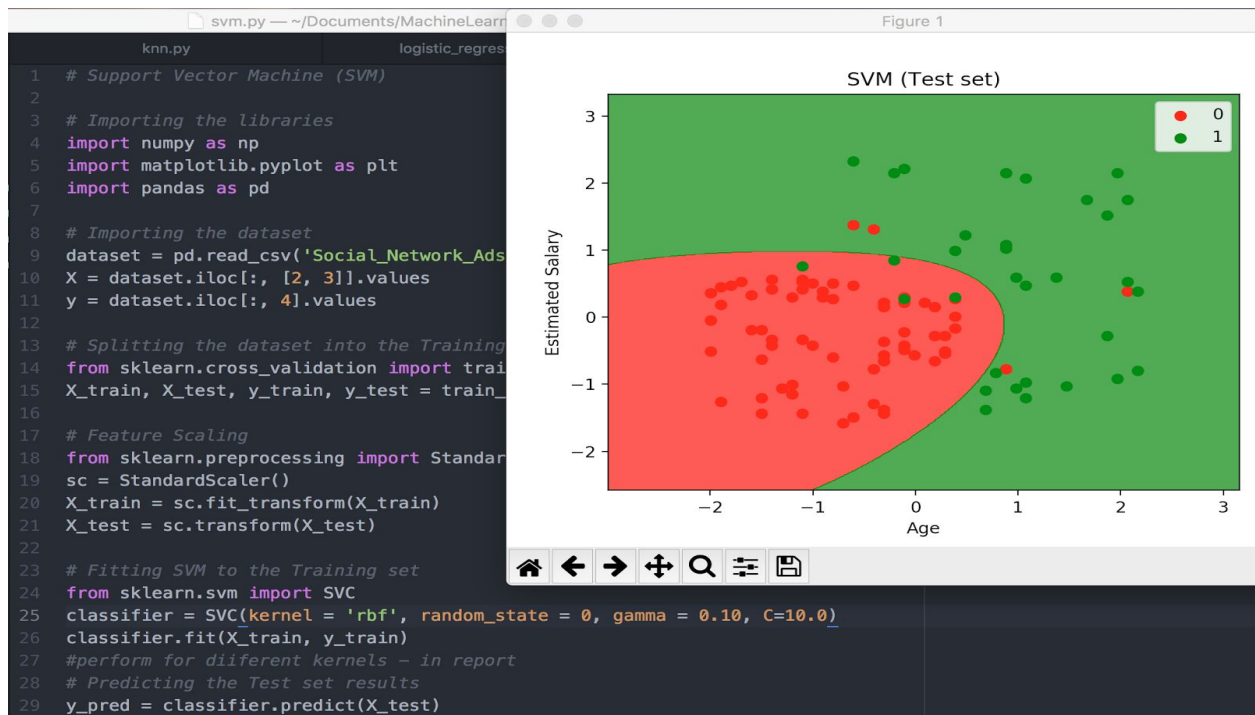 svm.py — ~/Documents/MachineLearn
knn.py
logistic_regress
1 # Support Vector Machine (SVM)
2
3 # Importing the libraries
4 import numpy as np
5 import matplotlib.pyplot as plt
6 import pandas as pd
7
8 # Importing the dataset
9 dataset = pd.read_csv('Social_Network_Ads
10 X = dataset.iloc[:, [2, 3]].values
11 y = dataset.iloc[:, 4].values
12
13 # Splitting the dataset into the Training
14 from sklearn.cross_validation import trai
15 X_train, X_test, y_train, y_test = train_
16
17 # Feature Scaling
18 from sklearn.preprocessing import Standar
19 sc = StandardScaler()
20 X_train = sc.fit_transform(X_train)
21 X_test = sc.transform(X_test)
22
23 # Fitting SVM to the Training set
24 from sklearn.svm import SVC
25 classifier = SVC(kernel = 'rbf', random_state = 0, gamma = 0.10, C=10.0)
26 classifier.fit(X_train, y_train)
27 #perform for diiferent kernels – in report
28 # Predicting the Test set results
29 y_pred = classifier.predict(X_test)
Figure 1
SVM (Test set)
0
1
Estimated Salary
3
2
1
0
−1
−2
−2 −1 0 1 2 3
Age